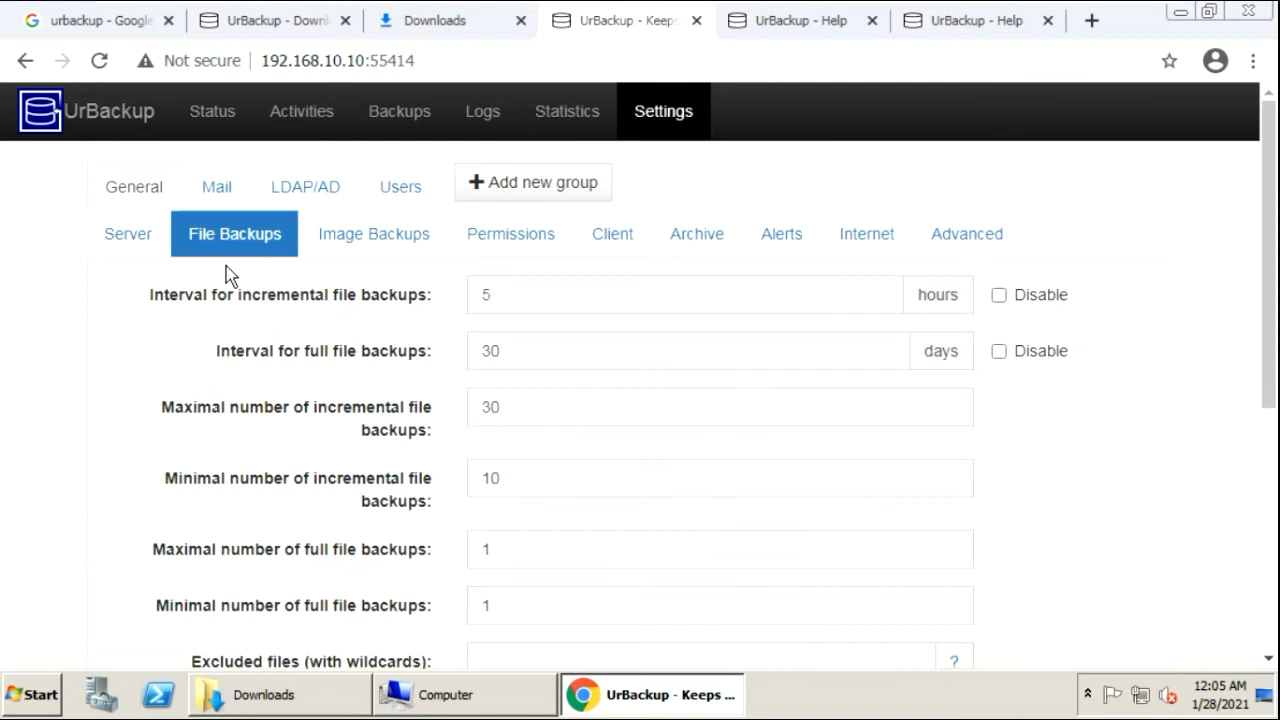 urbackup - Google
UrBackup - Downl
Downloads
UrBackup - Keeps
UrBackup - Help
UrBackup - Help
Not secure
192.168.10.10:55414
UrBackup
Status
Activities
Backups
Logs
Statistics
Settings
General
Mail
LDAP/AD
Users
+ Add new group
Server
File Backups
Image Backups
Permissions
Client
Archive
Alerts
Internet
Advanced
Interval for incremental file backups:
5
hours
Disable
Interval for full file backups:
30
days
Disable
Maximal number of incremental file
backups:
30
Minimal number of incremental file
backups:
10
Maximal number of full file backups:
1
Minimal number of full file backups:
1
Excluded files (with wildcards):
?
Start
Downloads
Computer
UrBackup - Keeps ...
12:05 AM
1/28/2021